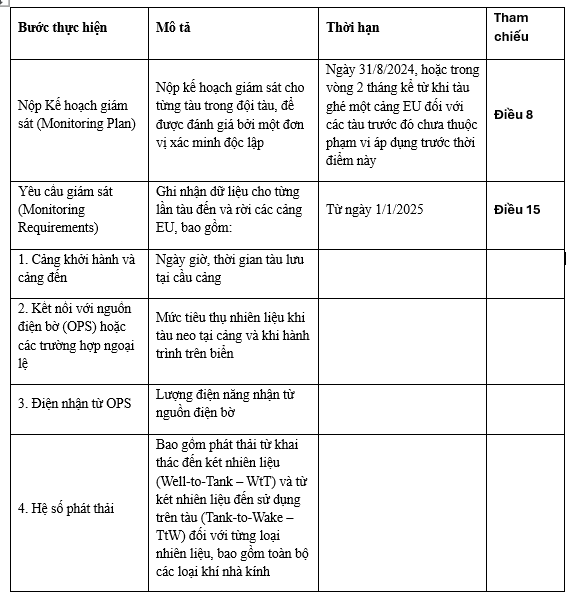 Bước thực hiện
Mô tả
Thời hạn
Tham
chiếu
Nộp Kế hoạch giám
sát (Monitoring Plan)
Nộp kế hoạch giám sát cho
từng tàu trong đội tàu, để
được đánh giá bởi một đơn
vị xác minh độc lập
Ngày 31/8/2024, hoặc trong
vòng 2 tháng kể từ khi tàu
ghé một cảng EU đối với
các tàu trước đó chưa thuộc
phạm vi áp dụng trước thời
điểm này
Điều 8
Yêu cầu giám sát
(Monitoring
Requirements)
Ghi nhận dữ liệu cho từng
lần tàu đến và rời các cảng
EU, bao gồm:
Từ ngày 1/1/2025
Điều 15
1. Cảng khởi hành và
cảng đến
Ngày giờ, thời gian tàu lưu
tại cầu cảng
2. Kết nối với nguồn
điện bờ (OPS) hoặc
các trường hợp ngoại
lệ
Mức tiêu thụ nhiên liệu khi
tàu neo tại cảng và khi hành
trình trên biển
3. Điện nhận từ OPS
Lượng điện năng nhận từ
nguồn điện bờ
4. Hệ số phát thải
Bao gồm phát thải từ khai
thác đến két nhiên liệu
(Well-to-Tank – WtT) và từ
két nhiên liệu đến sử dụng
trên tàu (Tank-to-Wake –
TtW) đối với từng loại
nhiên liệu, bao gồm toàn bộ
các loại khí nhà kính